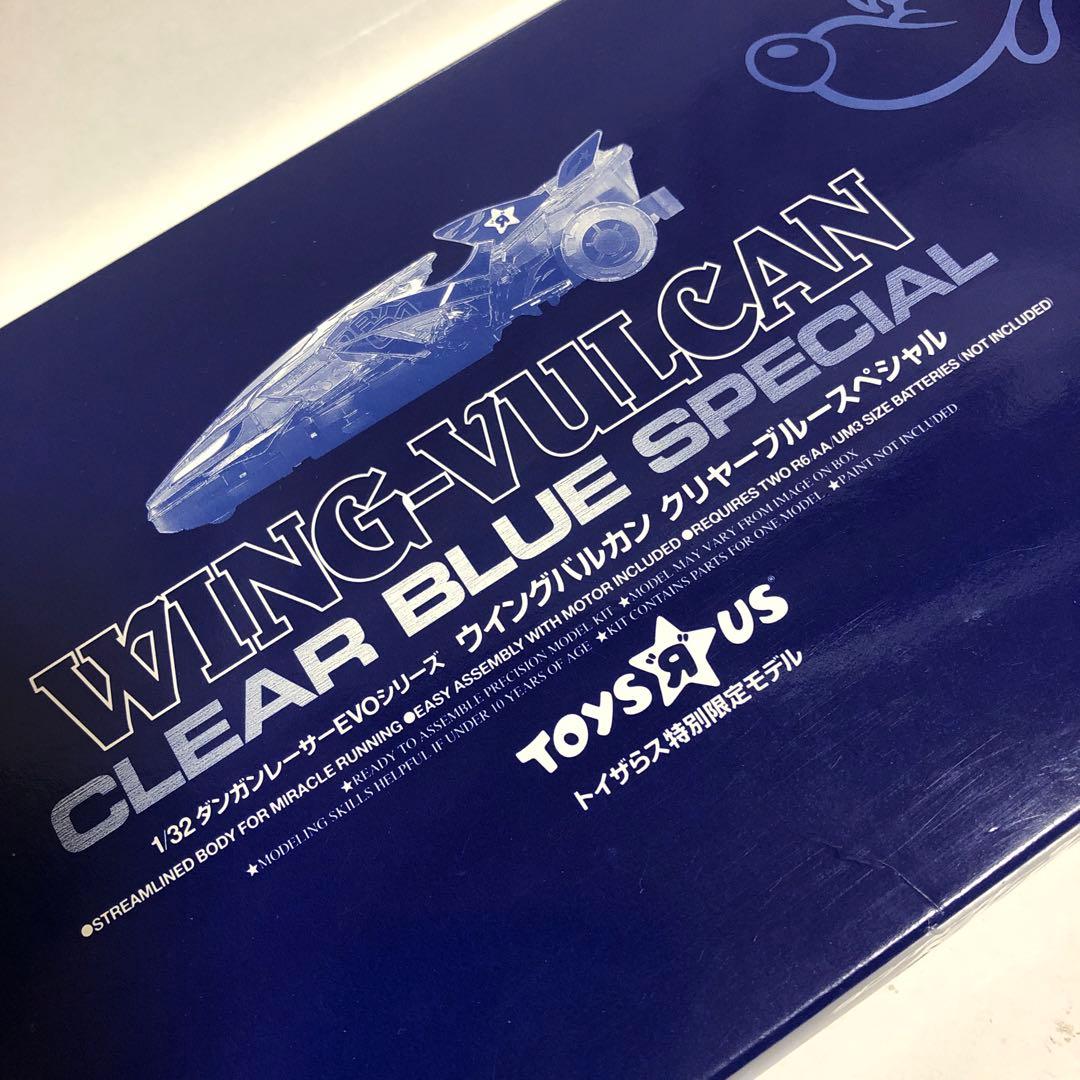 WING-VULCAN
CLEAR BLUE SPECIAL
1/32 ダンガンレーサーEVOシリーズ ウイングバルカン クリヤーブルースペシャル
●STREAMLINED BODY FOR MIRACLE RUNNING ●EASY ASSEMBLY WITH MOTOR INCLUDED ●REQUIRES TWO R6/AA/UM3 SIZE BATTERIES (NOT INCLUDED)
★READY TO ASSEMBLE PRECISION MODEL KIT ★MODEL MAY VARY FROM IMAGE ON BOX
★MODELING SKILLS HELPFUL IF UNDER 10 YEARS OF AGE ★KIT CONTAINS PARTS FOR ONE MODEL. ★PAINT NOT INCLUDED
TOYS"R"US®
トイザらス特別限定モデル